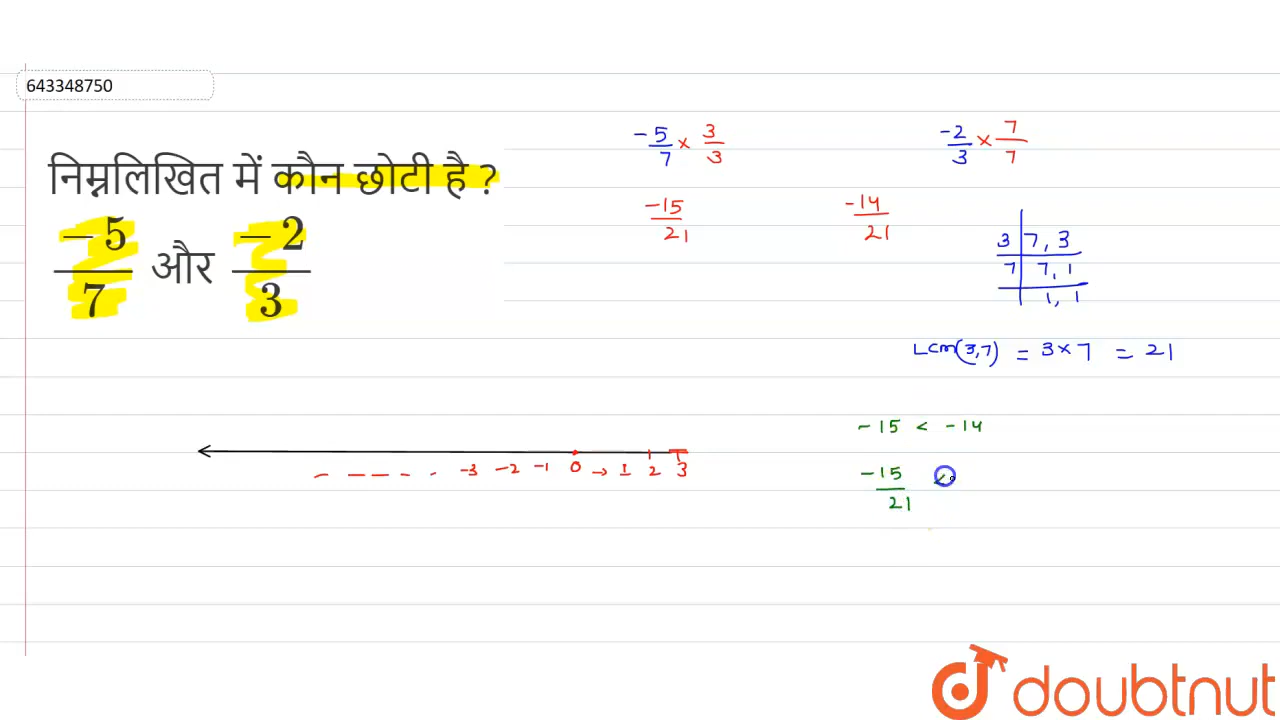 643348750
निम्नलिखित में कौन छोटी है ?
-5/7 और -2/3
-5/7 × 3/3
-2/3 × 7/7
-15/21
-14/21
3 | 7, 3
7 | 7, 1
1, 1
Lcm(3,7) = 3×7 = 21
-15 < -14
-15/21 <
-3 -2 -1 0 → 1 2 3
doubtnut